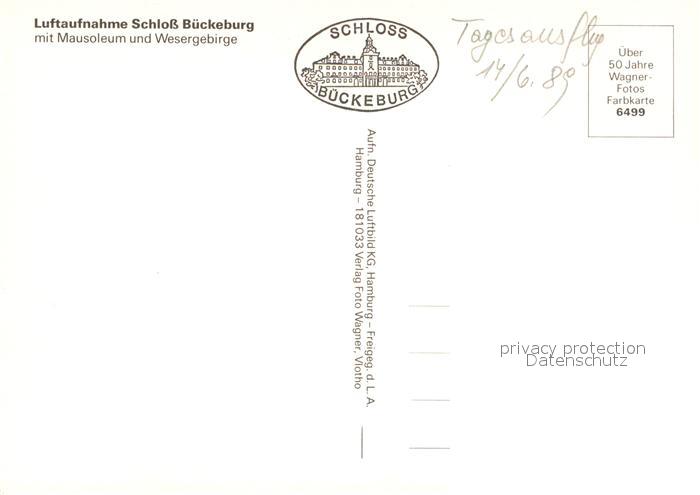 Luftaufnahme Schloß Bückeburg
mit Mausoleum und Wesergebirge
SCHLOSS
BÜCKEBURG
Tagesausflug
14/6. 89
Über
50 Jahre
Wagner-
Fotos
Farbkarte
6499
Aufn. Deutsche Luftbild KG, Hamburg – Freigeg. d. L. A.
Hamburg – 181033 Verlag Foto Wagner, Vlotho
privacy protection
Datenschutz